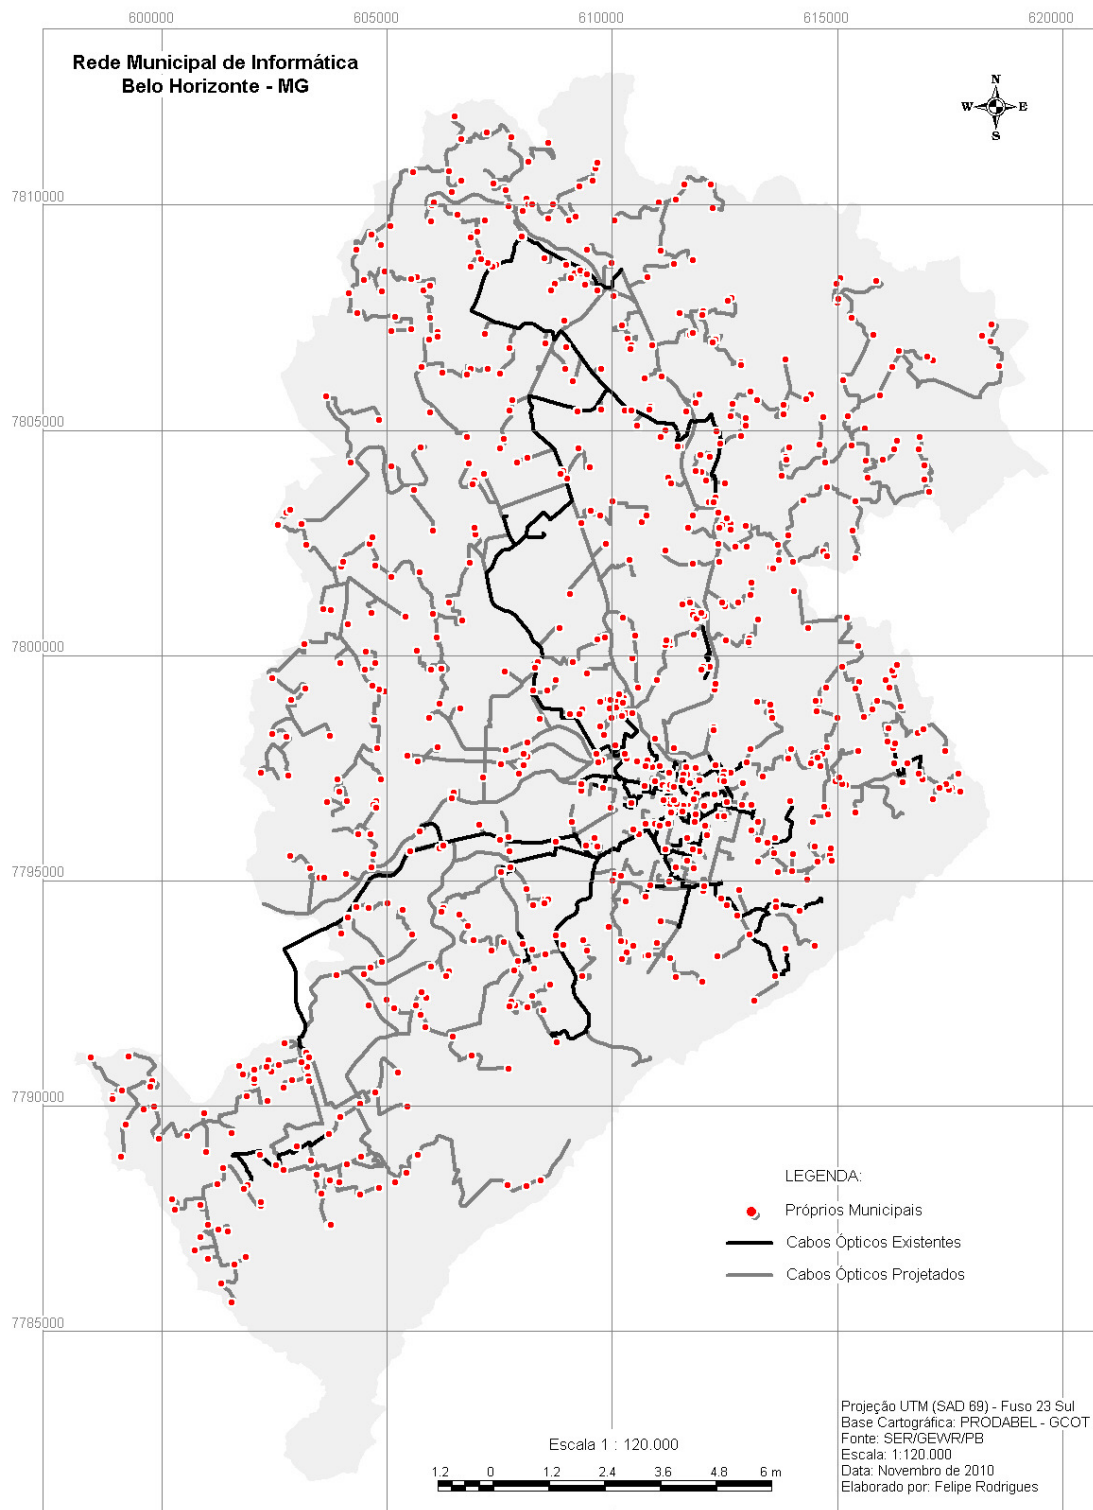 600000 605000 610000 615000 620000
Rede Municipal de Informática
Belo Horizonte - MG
N
W E
S
7810000
7805000
7800000
7795000
7790000
7785000
LEGENDA:
Próprios Municipais
Cabos Ópticos Existentes
Cabos Ópticos Projetados
Escala 1 : 120.000
1.2 0 1.2 2.4 3.6 4.8 6 m
Projeção UTM (SAD 69) - Fuso 23 Sul
Base Cartográfica: PRODABEL - GCOT
Fonte: SER/GEWR/PB
Escala: 1:120.000
Data: Novembro de 2010
Elaborado por: Felipe Rodrigues